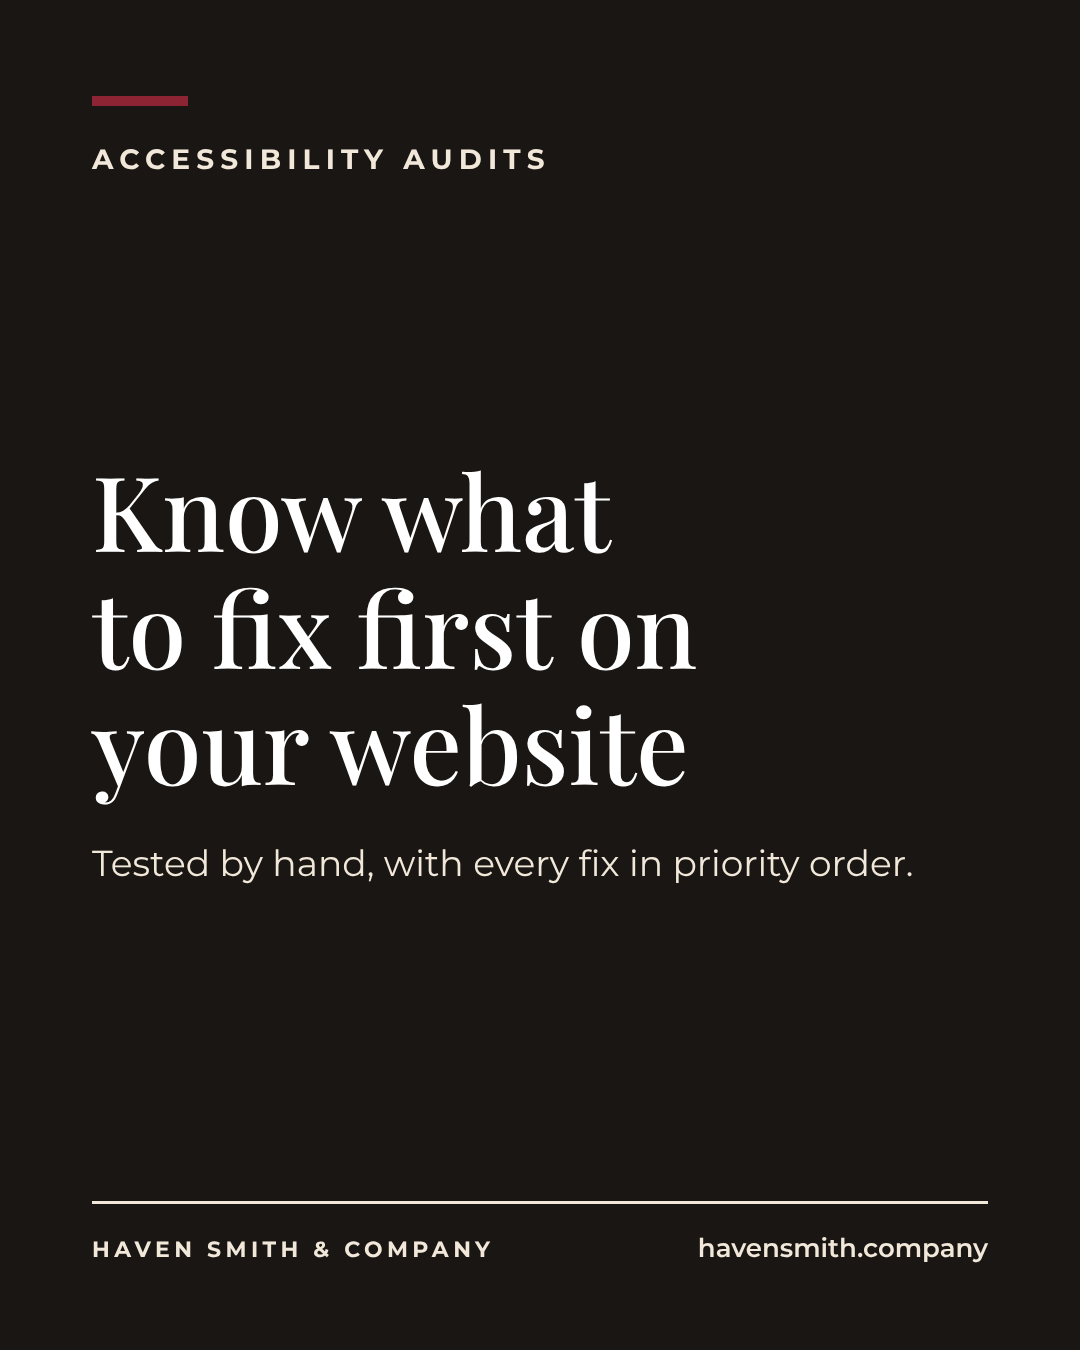 ACCESSIBILITY AUDITS
Know what
to fix first on
your website
Tested by hand, with every fix in priority order.
HAVEN SMITH & COMPANY
havensmith.company